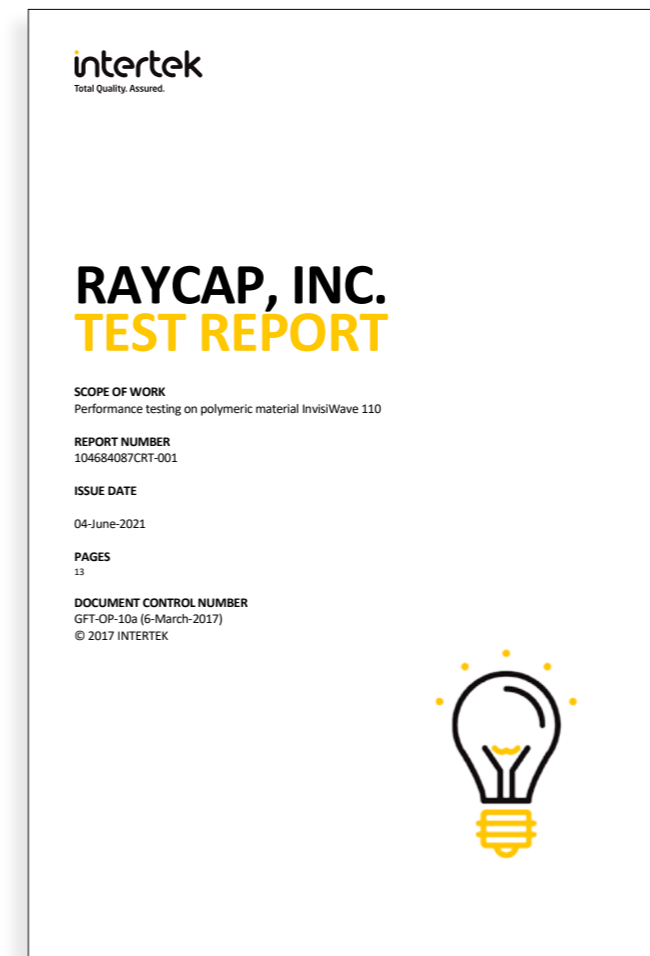 intertek
Total Quality. Assured.
RAYCAP, INC.
TEST REPORT
SCOPE OF WORK
Performance testing on polymeric material InvisiWave 110
REPORT NUMBER
104684087CRT-001
ISSUE DATE
04-June-2021
PAGES
13
DOCUMENT CONTROL NUMBER
GFT-OP-10a (6-March-2017)
© 2017 INTERTEK